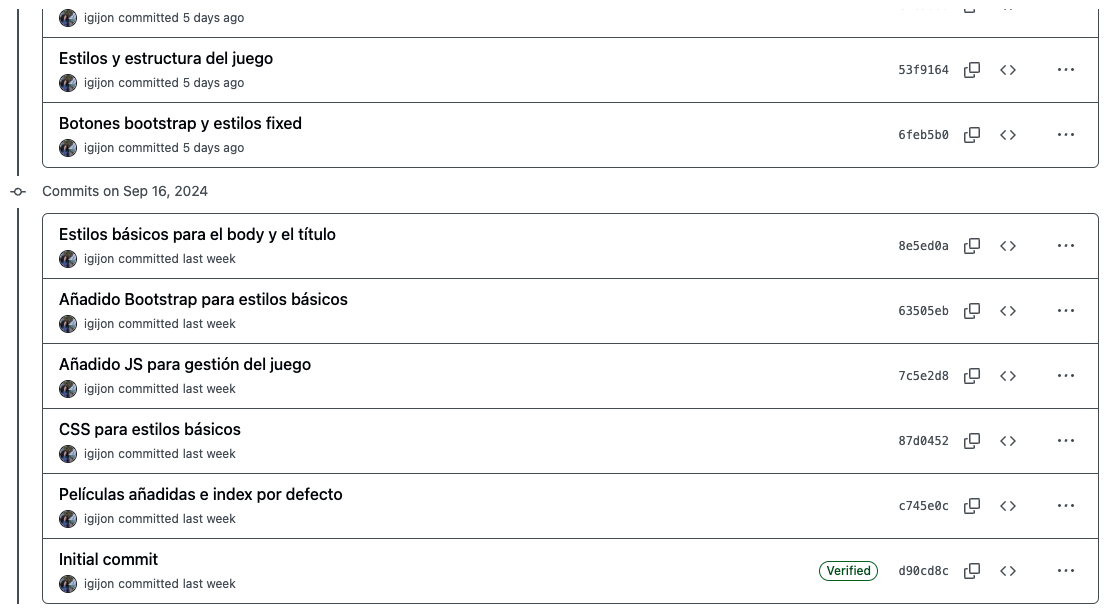 igijon committed 5 days ago
Estilos y estructura del juego
igijon committed 5 days ago
53f9164
Botones bootstrap y estilos fixed
igijon committed 5 days ago
6feb5b0
Commits on Sep 16, 2024
Estilos básicos para el body y el título
igijon committed last week
8e5ed0a
Añadido Bootstrap para estilos básicos
igijon committed last week
63505eb
Añadido JS para gestión del juego
igijon committed last week
7c5e2d8
CSS para estilos básicos
igijon committed last week
87d0452
Películas añadidas e index por defecto
igijon committed last week
c745e0c
Initial commit
igijon committed last week
Verified d90cd8c